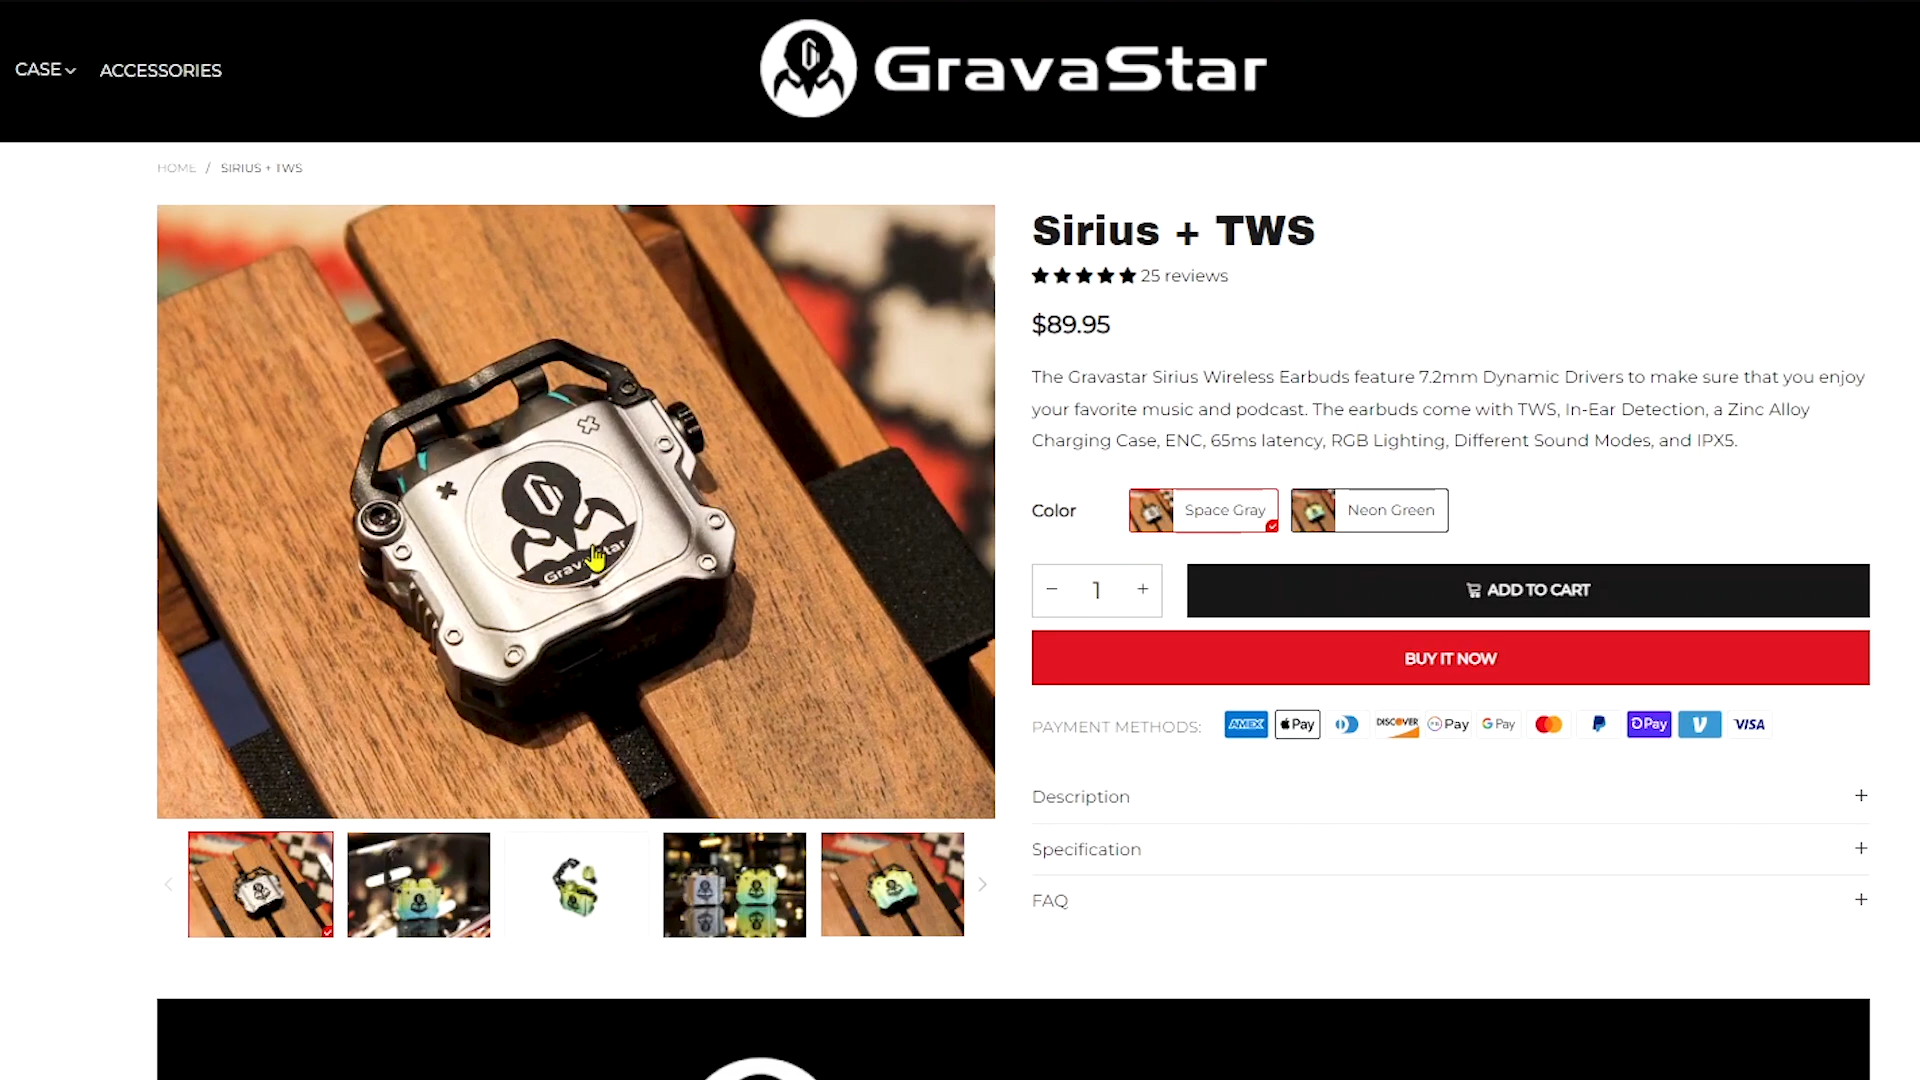 CASE
ACCESSORIES
GravaStar
HOME / SIRIUS + TWS
Sirius + TWS
25 reviews
$89.95
The Gravastar Sirius Wireless Earbuds feature 7.2mm Dynamic Drivers to make sure that you enjoy
your favorite music and podcast. The earbuds come with TWS, In-Ear Detection, a Zinc Alloy
Charging Case, ENC, 65ms latency, RGB Lighting, Different Sound Modes, and IPX5.
Color
Space Gray
Neon Green
− 1 +
ADD TO CART
BUY IT NOW
PAYMENT METHODS:
AMEX
Pay
DISCOVER
Pay
G Pay
Pay
VISA
Description +
Specification +
FAQ +